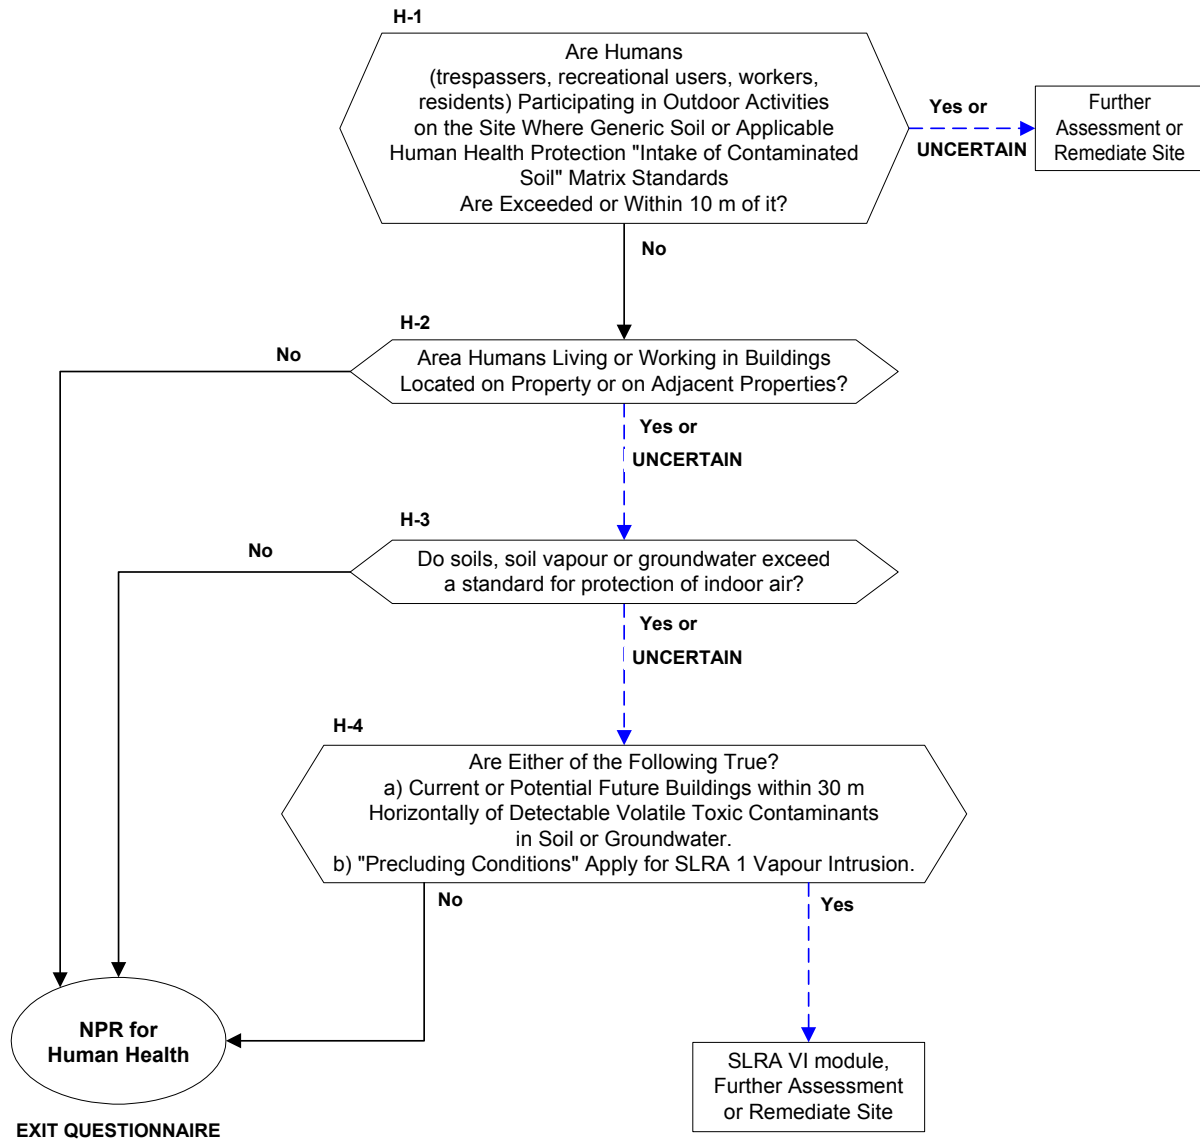 H-1
Are Humans
(trespassers, recreational users, workers,
residents) Participating in Outdoor Activities
on the Site Where Generic Soil or Applicable
Human Health Protection "Intake of Contaminated
Soil" Matrix Standards
Are Exceeded or Within 10 m of it?
Yes or
UNCERTAIN
Further
Assessment or
Remediate Site
No
H-2
No
Area Humans Living or Working in Buildings
Located on Property or on Adjacent Properties?
Yes or
UNCERTAIN
H-3
No
Do soils, soil vapour or groundwater exceed
a standard for protection of indoor air?
Yes or
UNCERTAIN
H-4
Are Either of the Following True?
a) Current or Potential Future Buildings within 30 m
Horizontally of Detectable Volatile Toxic Contaminants
in Soil or Groundwater.
b) "Precluding Conditions" Apply for SLRA 1 Vapour Intrusion.
No
Yes
NPR for
Human Health
EXIT QUESTIONNAIRE
SLRA VI module,
Further Assessment
or Remediate Site